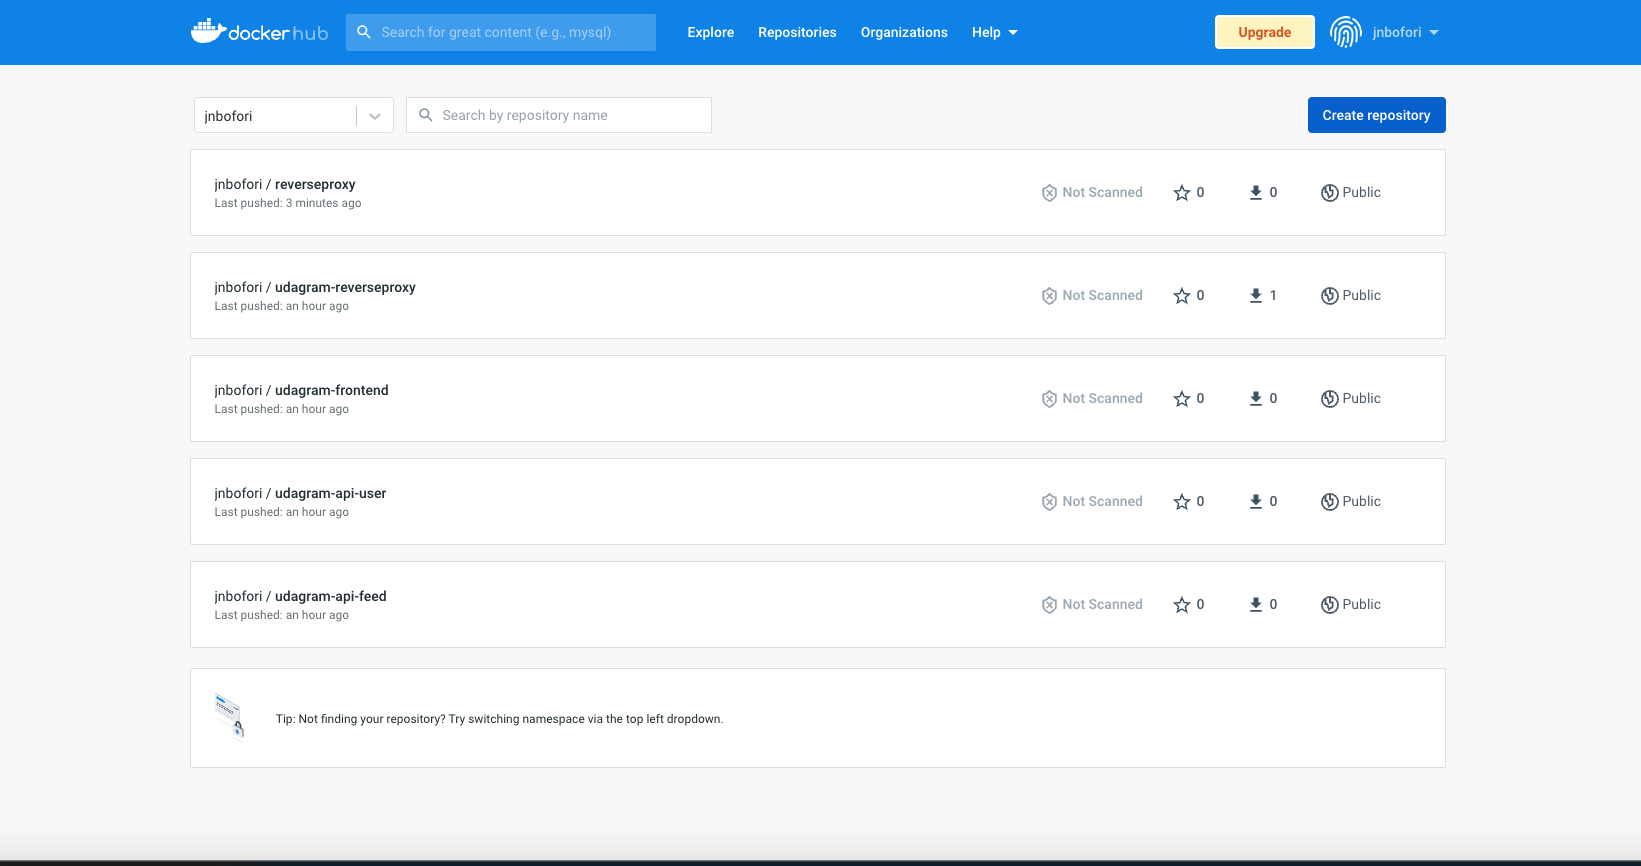 docker hub
Search for great content (e.g., mysql)
Explore
Repositories
Organizations
Help
Upgrade
jnbofori
jnbofori
Search by repository name
Create repository
jnbofori / reverseproxy
Last pushed: 3 minutes ago
Not Scanned
0
0
Public
jnbofori / udagram-reverseproxy
Last pushed: an hour ago
Not Scanned
0
1
Public
jnbofori / udagram-frontend
Last pushed: an hour ago
Not Scanned
0
0
Public
jnbofori / udagram-api-user
Last pushed: an hour ago
Not Scanned
0
0
Public
jnbofori / udagram-api-feed
Last pushed: an hour ago
Not Scanned
0
0
Public
Tip: Not finding your repository? Try switching namespace via the top left dropdown.